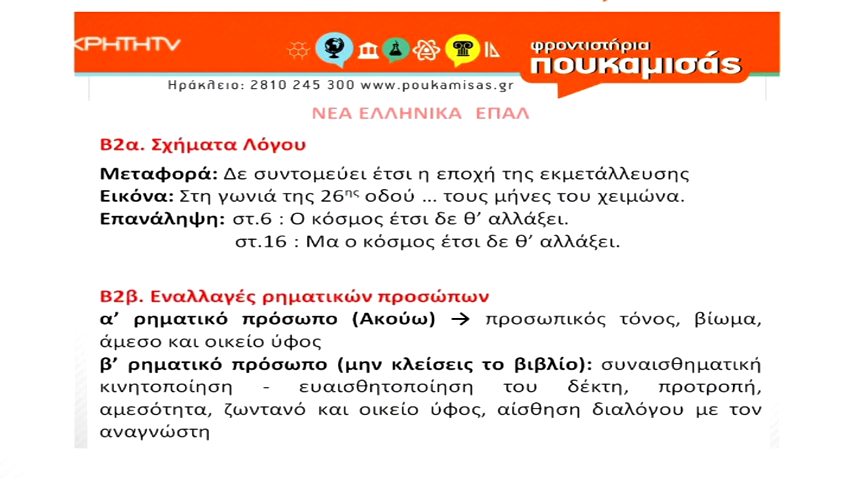 ΚΡΗΤΗTV
φροντιστήρια
πουκαμισάς
Ηράκλειο: 2810 245 300 www.poukamisas.gr
ΝΕΑ ΕΛΛΗΝΙΚΑ ΕΠΑΛ
Β2α. Σχήματα Λόγου
Μεταφορά: Δε συντομεύει έτσι η εποχή της εκμετάλλευσης
Εικόνα: Στη γωνιά της 26ης οδού ... τους μήνες του χειμώνα.
Επανάληψη: στ.6 : Ο κόσμος έτσι δε θ’ αλλάξει.
στ.16 : Μα ο κόσμος έτσι δε θ’ αλλάξει.
Β2β. Εναλλαγές ρηματικών προσώπων
α’ ρηματικό πρόσωπο (Ακούω) → προσωπικός τόνος, βίωμα,
άμεσο και οικείο ύφος
β’ ρηματικό πρόσωπο (μην κλείσεις το βιβλίο): συναισθηματική
κινητοποίηση - ευαισθητοποίηση του δέκτη, προτροπή,
αμεσότητα, ζωντανό και οικείο ύφος, αίσθηση διαλόγου με τον
αναγνώστη